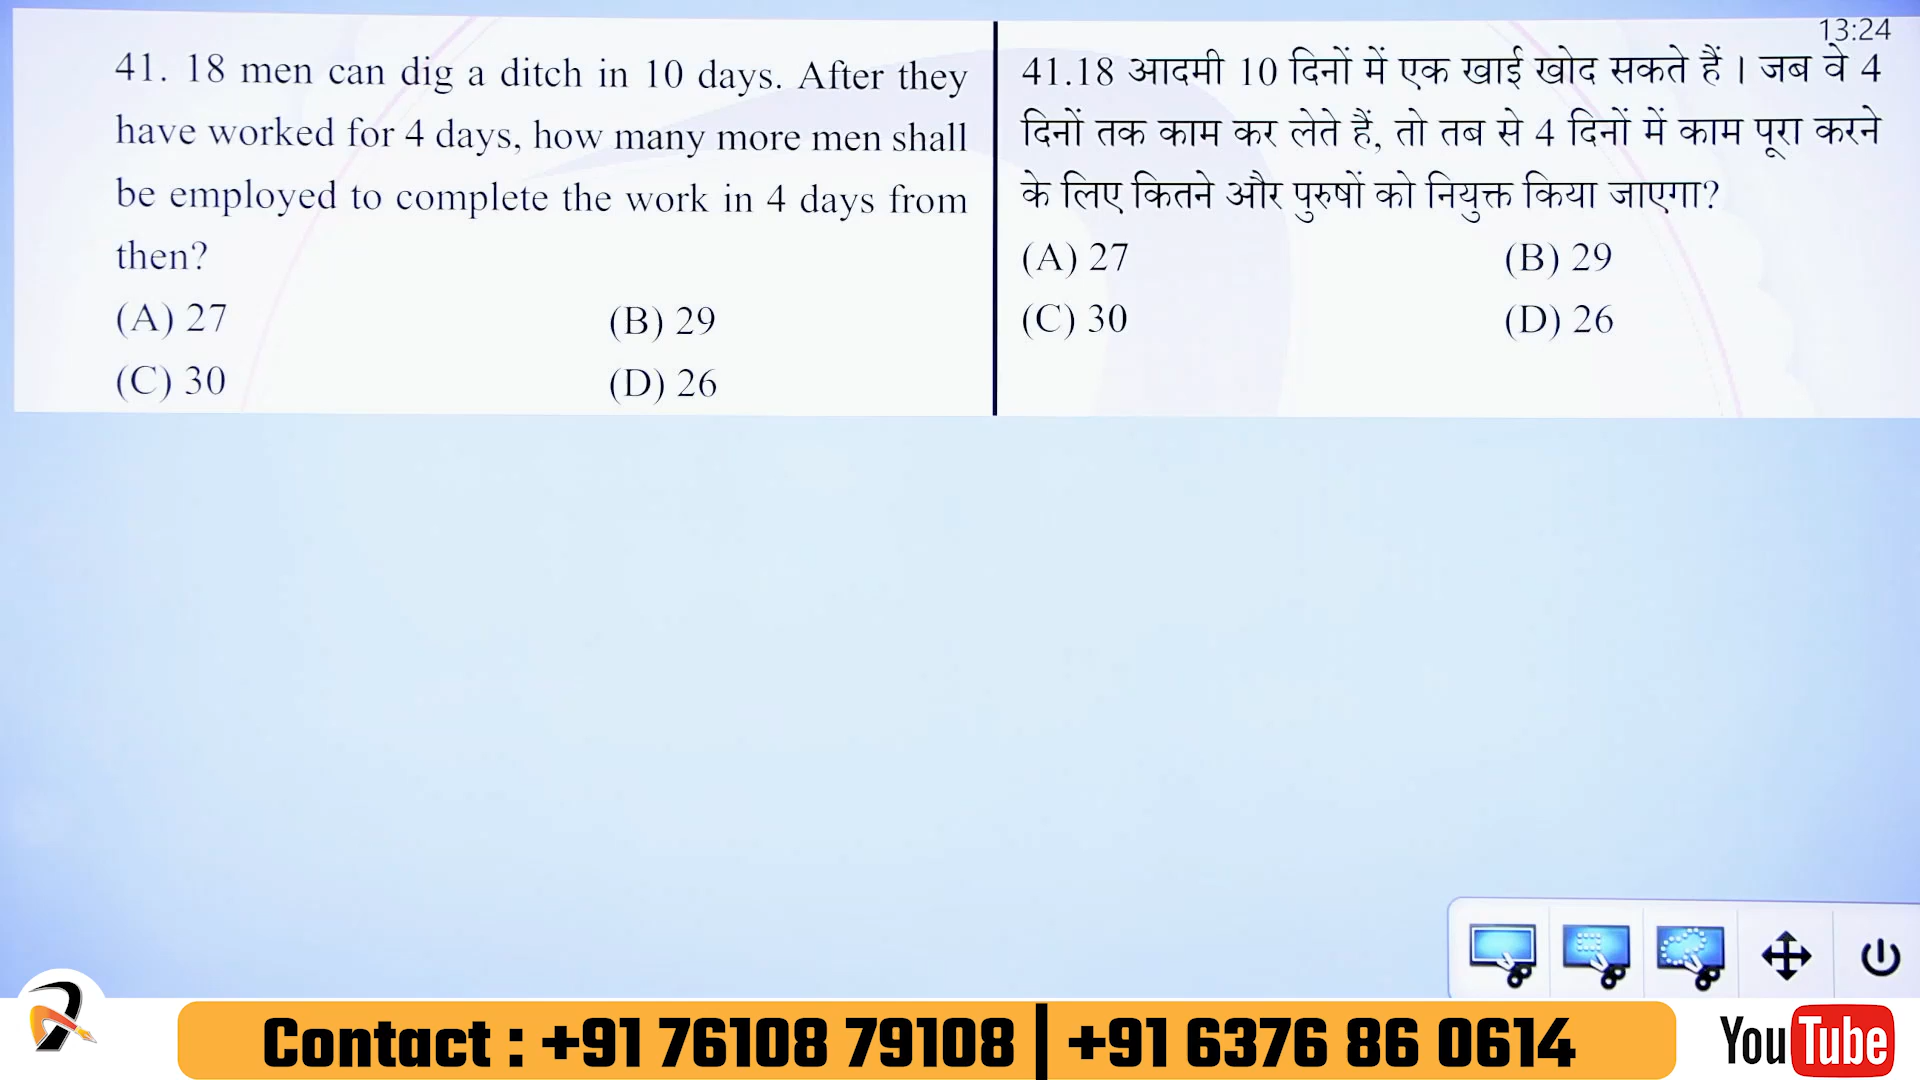 13:24
41. 18 men can dig a ditch in 10 days. After they
have worked for 4 days, how many more men shall
be employed to complete the work in 4 days from
then?
(A) 27 (B) 29
(C) 30 (D) 26
41.18 आदमी 10 दिनों में एक खाई खोद सकते हैं । जब वे 4
दिनों तक काम कर लेते हैं, तो तब से 4 दिनों में काम पूरा करने
के लिए कितने और पुरुषों को नियुक्त किया जाएगा?
(A) 27 (B) 29
(C) 30 (D) 26
Contact : +91 76108 79108 | +91 6376 86 0614
YouTube